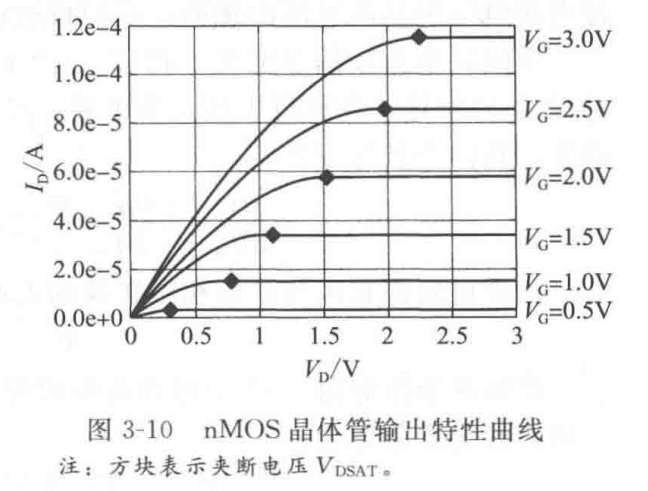 1.2e−4
1.0e−4
8.0e−5
6.0e−5
4.0e−5
2.0e−5
0.0e+0
I_D/A
V_G=3.0V
V_G=2.5V
V_G=2.0V
V_G=1.5V
V_G=1.0V
V_G=0.5V
0 0.5 1 1.5 2 2.5 3
V_D/V
图 3-10 nMOS 晶体管输出特性曲线
注：方块表示夹断电压 V_DSAT。